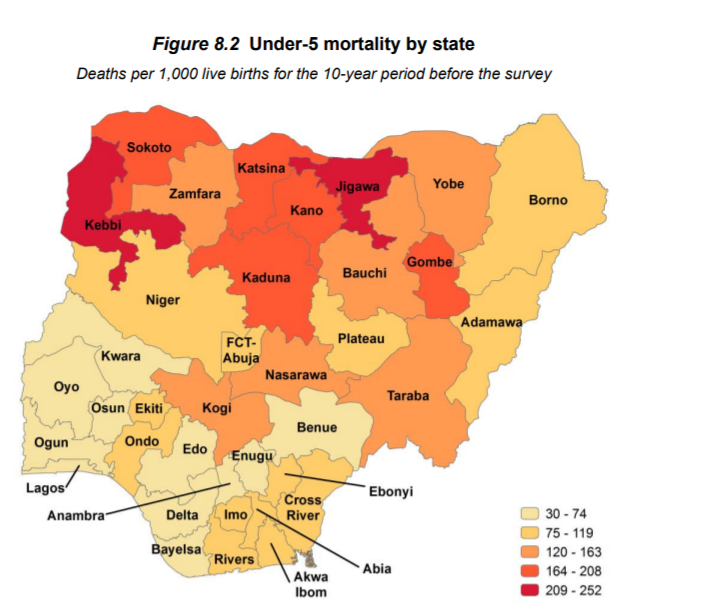 Figure 8.2 Under-5 mortality by state
Deaths per 1,000 live births for the 10-year period before the survey
Sokoto
Katsina
Jigawa
Yobe
Borno
Zamfara
Kano
Kebbi
Gombe
Kaduna
Bauchi
Niger
Adamawa
Plateau
FCT-
Abuja
Kwara
Nasarawa
Oyo
Taraba
Osun
Ekiti
Kogi
Benue
Ogun
Ondo
Edo
Enugu
Lagos
Ebonyi
Anambra
Delta
Imo
Cross
River
Bayelsa
Rivers
Abia
Akwa
Ibom
30 - 74
75 - 119
120 - 163
164 - 208
209 - 252